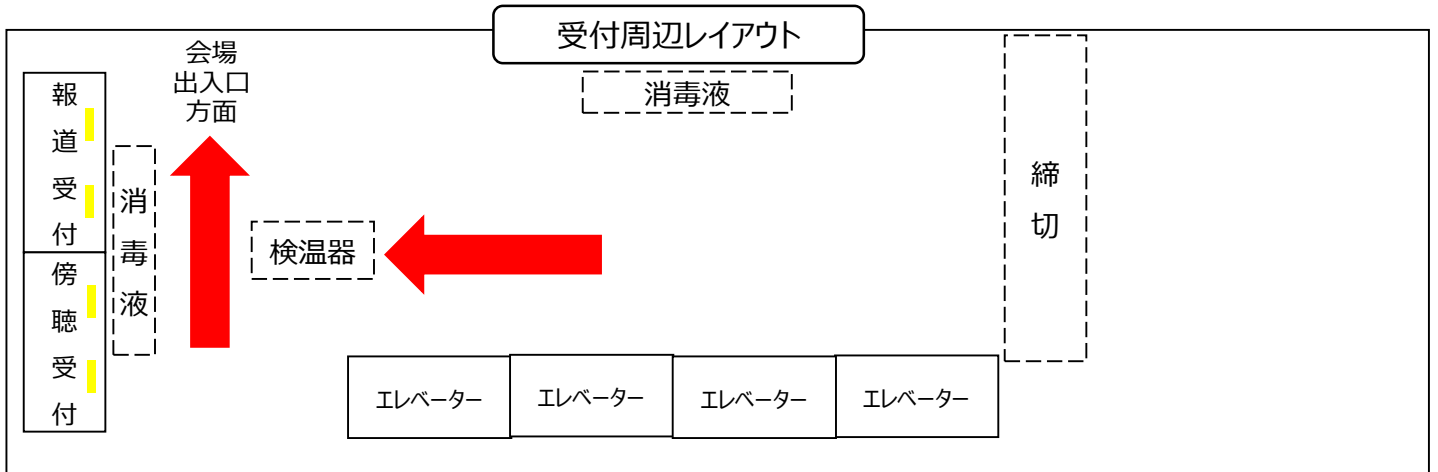 受付周辺レイアウト
会場
出入口
方面
消毒液
報道受付
消毒液
締切
検温器
傍聴受付
エレベーター
エレベーター
エレベーター
エレベーター